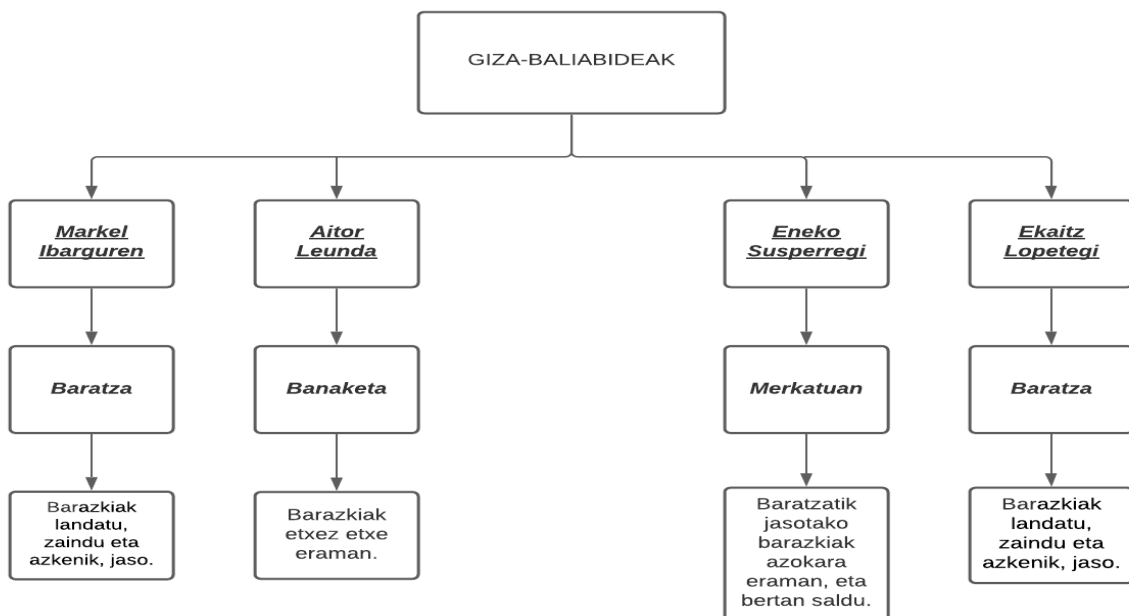 GIZA-BALIABIDEAK
Markel
Ibarguren
Aitor
Leunda
Eneko
Susperregi
Ekaitz
Lopetegi
Baratza
Banaketa
Merkatuan
Baratza
Barazkiak
landatu,
zaindu eta
azkenik, jaso.
Barazkiak
etxez etxe
eraman.
Baratzatik
jasotako
barazkiak
azokara
eraman, eta
bertan saldu.
Barazkiak
landatu,
zaindu eta
azkenik, jaso.